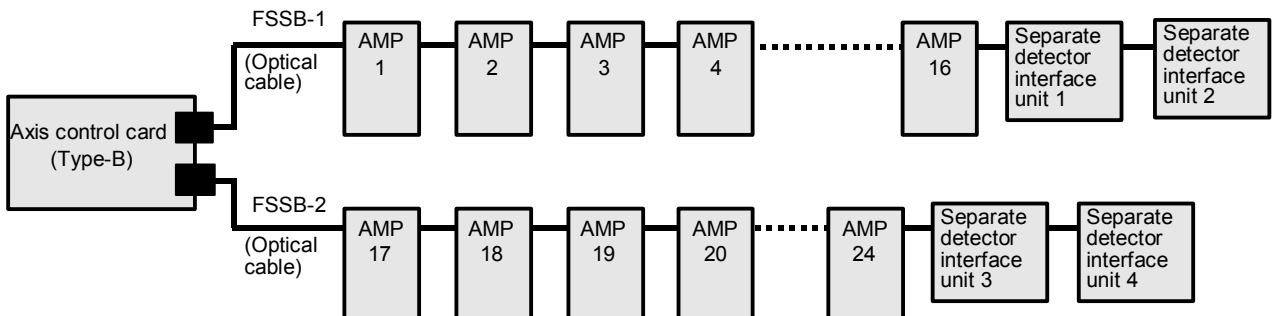 FSSB-1
(Optical
cable)
AMP
1
AMP
2
AMP
3
AMP
4
AMP
16
Separate
detector
interface
unit 1
Separate
detector
interface
unit 2
Axis control card
(Type-B)
FSSB-2
(Optical
cable)
AMP
17
AMP
18
AMP
19
AMP
20
AMP
24
Separate
detector
interface
unit 3
Separate
detector
interface
unit 4